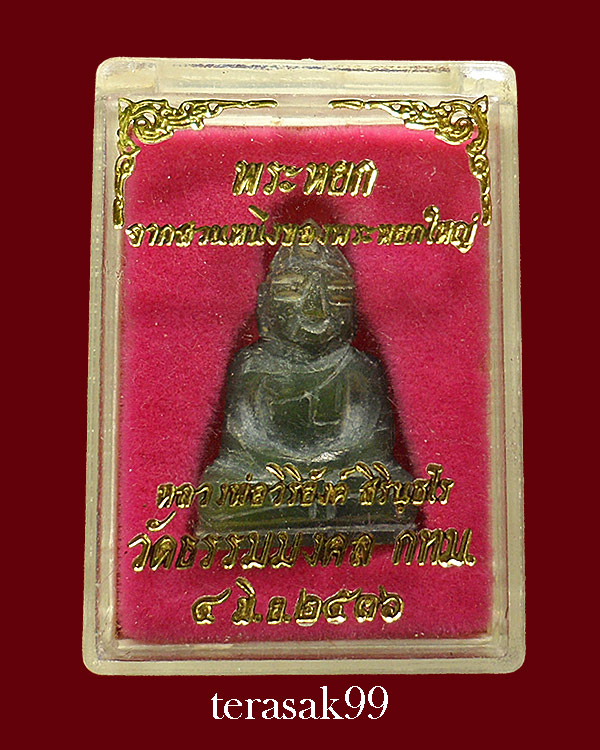 พระหยก
จากส่วนหนึ่งของพระหยกใหญ่
หลวงพ่อวิริยังค์ สิรินฺธโร
วัดธรรมมงคล กทม.
๔ มิ.ย.๒๕๓๖
terasak99